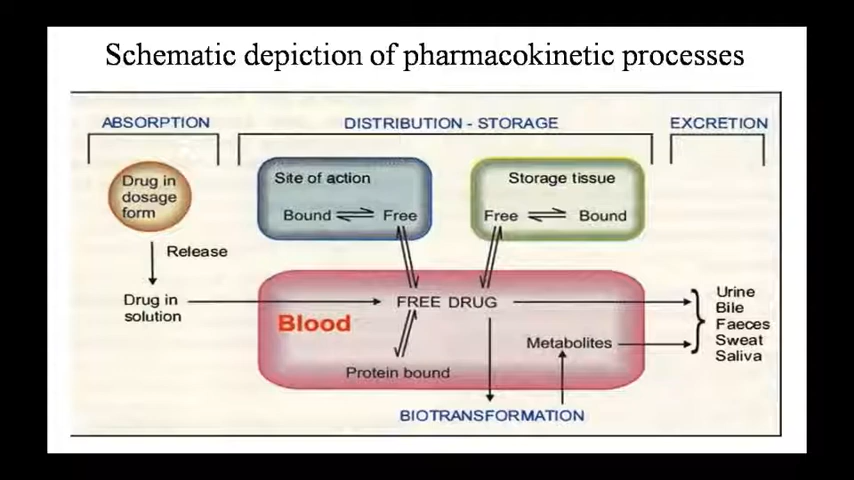 Schematic depiction of pharmacokinetic processes
ABSORPTION
DISTRIBUTION - STORAGE
EXCRETION
Drug in
dosage
form
Release
Drug in
solution
Site of action
Bound Free
Storage tissue
Free Bound
Blood
FREE DRUG
Protein bound
Metabolites
BIOTRANSFORMATION
Urine
Bile
Faeces
Sweat
Saliva